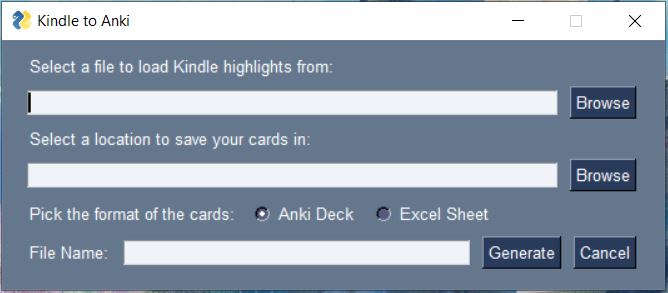 Kindle to Anki
Select a file to load Kindle highlights from:
Browse
Select a location to save your cards in:
Browse
Pick the format of the cards: Anki Deck Excel Sheet
File Name: Generate Cancel